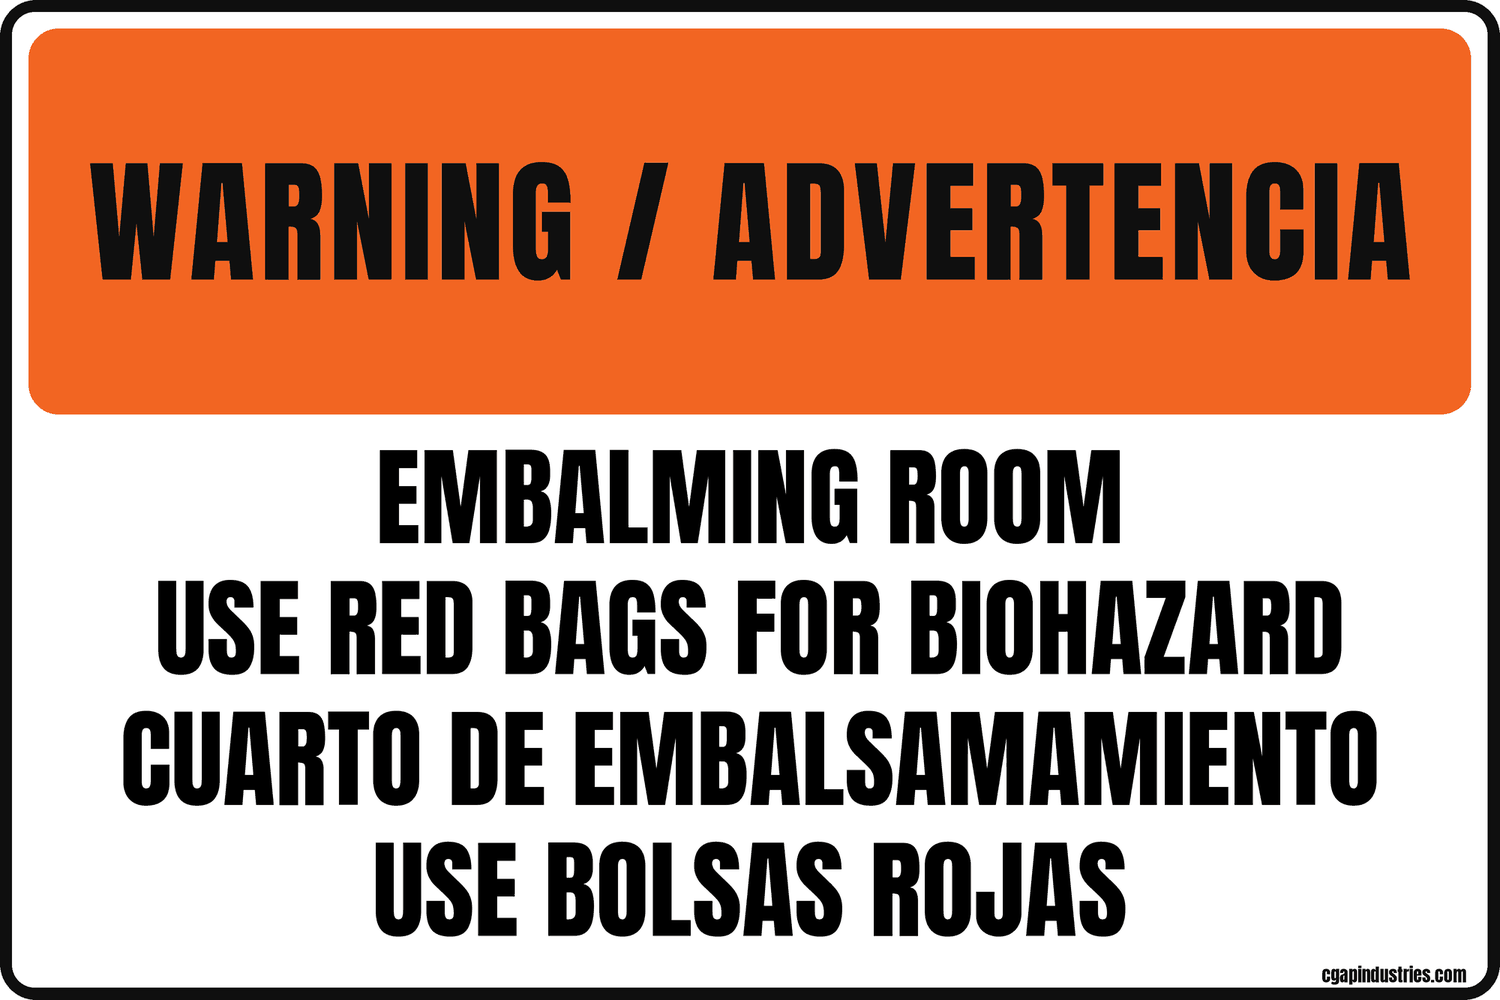 WARNING / ADVERTENCIA
EMBALMING ROOM
USE RED BAGS FOR BIOHAZARD
CUARTO DE EMBALSAMAMIENTO
USE BOLSAS ROJAS
cgapindustries.com